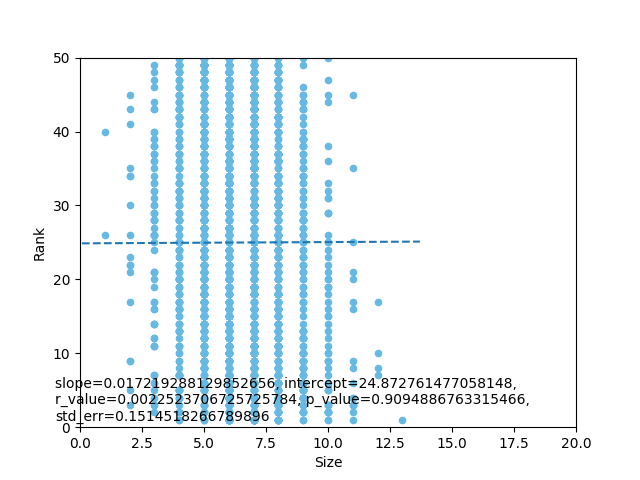 50
40
30
20
10
0
Rank
slope=0.017219288129852656, intercept=24.872761477058148,
r_value=0.0022523706725725784, p_value=0.9094886763315466,
std_err=0.1514518266789896
0.0 2.5 5.0 7.5 10.0 12.5 15.0 17.5 20.0
Size